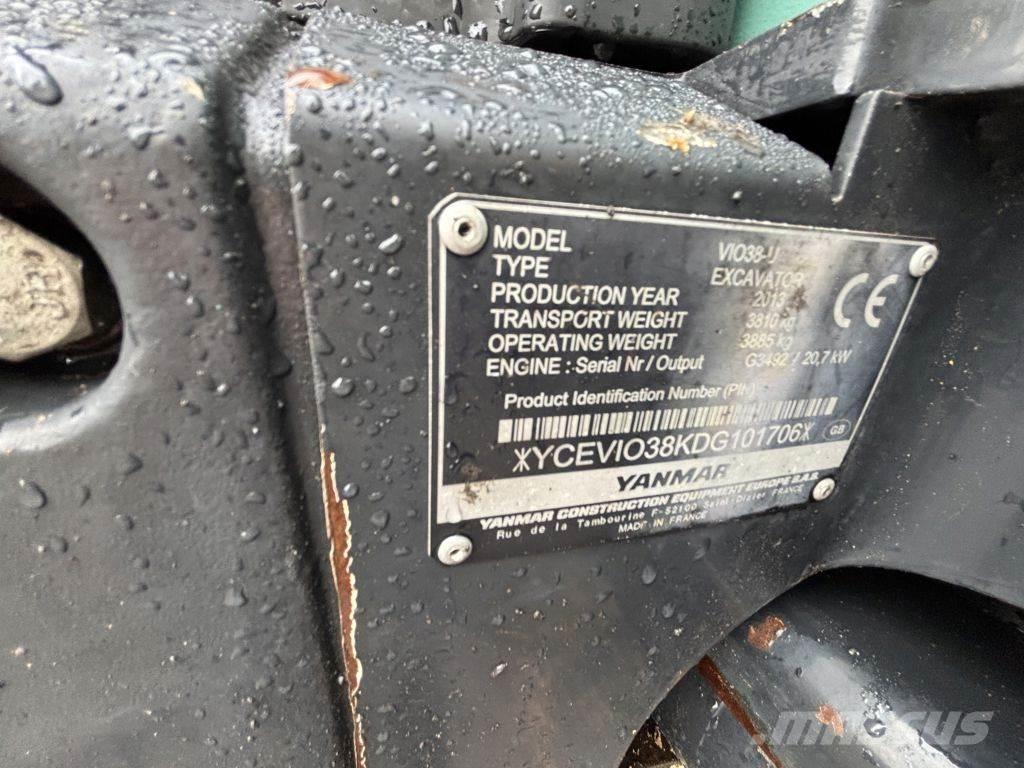 MODEL VIO38-U
TYPE EXCAVATOR
PRODUCTION YEAR 2013
TRANSPORT WEIGHT 3810 kg
OPERATING WEIGHT 3885 kg
ENGINE : Serial Nr / Output G3492 / 20,7 kW
CE
Product Identification Number (PIN)
*YCEVIO38KDG101706* GB
YANMAR
YANMAR CONSTRUCTION EQUIPMENT EUROPE S.A.S
Rue de la Tambourine F-52100 Saint-Dizier FRANCE
MADE IN FRANCE
MASCUS